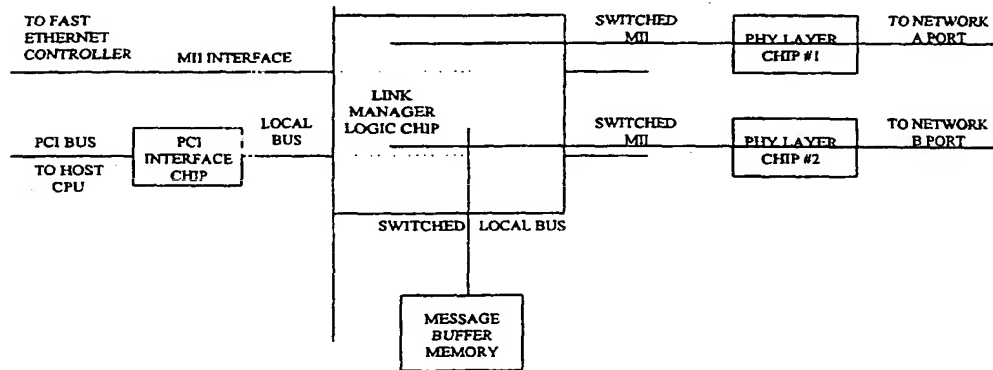 TO FAST
ETHERNET
CONTROLLER
MII INTERFACE
PCI BUS
TO HOST
CPU
PCI
INTERFACE
CHIP
LOCAL
BUS
LINK
MANAGER
LOGIC CHIP
SWITCHED
MII
PHY LAYER
CHIP #1
TO NETWORK
A PORT
SWITCHED
MII
PHY LAYER
CHIP #2
TO NETWORK
B PORT
SWITCHED LOCAL BUS
MESSAGE
BUFFER
MEMORY